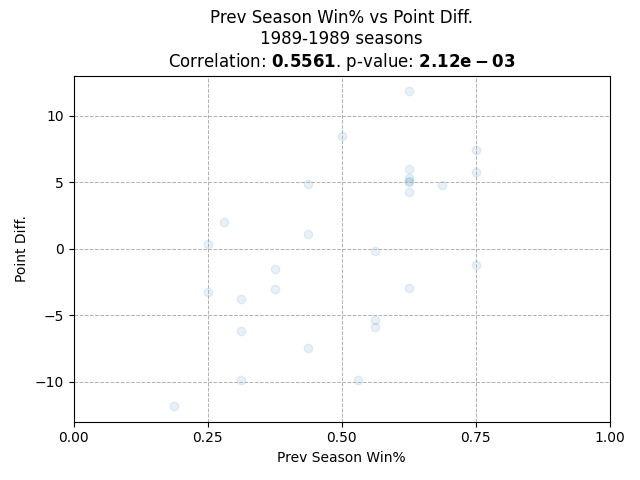 Prev Season Win% vs Point Diff.
1989-1989 seasons
Correlation: 0.5561. p-value: 2.12e − 03
10
5
0
−5
−10
Point Diff.
0.00 0.25 0.50 0.75 1.00
Prev Season Win%